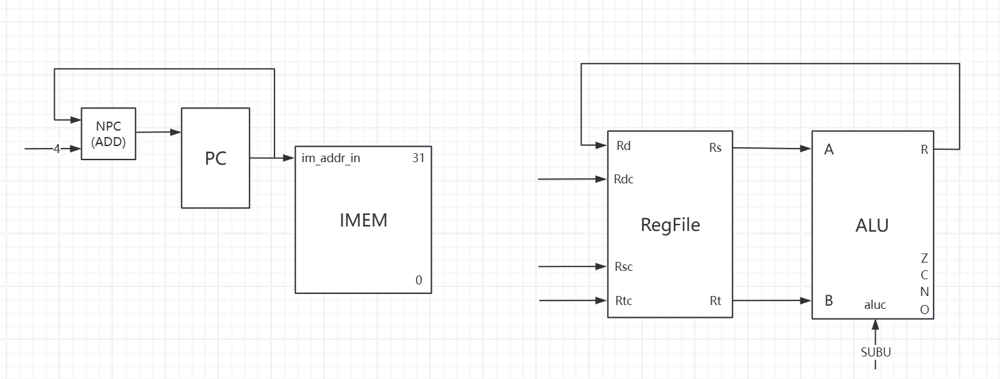 NPC
(ADD)
4
PC
im_addr_in
31
IMEM
0
Rd
Rs
Rdc
RegFile
Rsc
Rtc
Rt
A
R
ALU
Z
C
N
O
B
aluc
SUBU